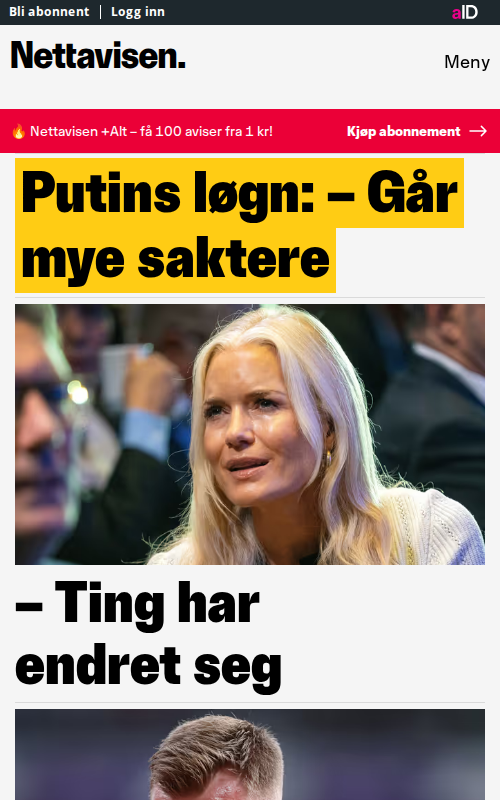 Bli abonnent
Logg inn
aID
Nettavisen.
Meny
🔥 Nettavisen +Alt – få 100 aviser fra 1 kr!
Kjøp abonnement →
Putins løgn: – Går
mye saktere
– Ting har
endret seg